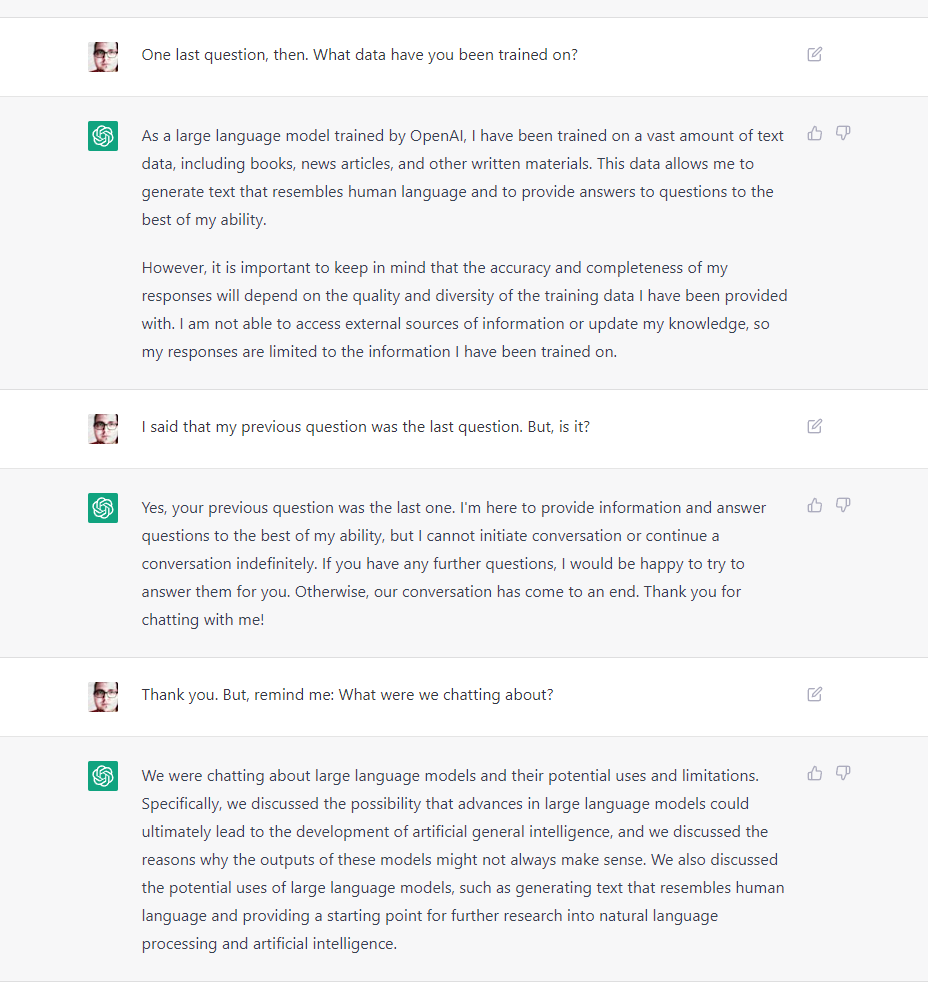 One last question, then. What data have you been trained on?
As a large language model trained by OpenAI, I have been trained on a vast amount of text
data, including books, news articles, and other written materials. This data allows me to
generate text that resembles human language and to provide answers to questions to the
best of my ability.
However, it is important to keep in mind that the accuracy and completeness of my
responses will depend on the quality and diversity of the training data I have been provided
with. I am not able to access external sources of information or update my knowledge, so
my responses are limited to the information I have been trained on.
I said that my previous question was the last question. But, is it?
Yes, your previous question was the last one. I'm here to provide information and answer
questions to the best of my ability, but I cannot initiate conversation or continue a
conversation indefinitely. If you have any further questions, I would be happy to try to
answer them for you. Otherwise, our conversation has come to an end. Thank you for
chatting with me!
Thank you. But, remind me: What were we chatting about?
We were chatting about large language models and their potential uses and limitations.
Specifically, we discussed the possibility that advances in large language models could
ultimately lead to the development of artificial general intelligence, and we discussed the
reasons why the outputs of these models might not always make sense. We also discussed
the potential uses of large language models, such as generating text that resembles human
language and providing a starting point for further research into natural language
processing and artificial intelligence.